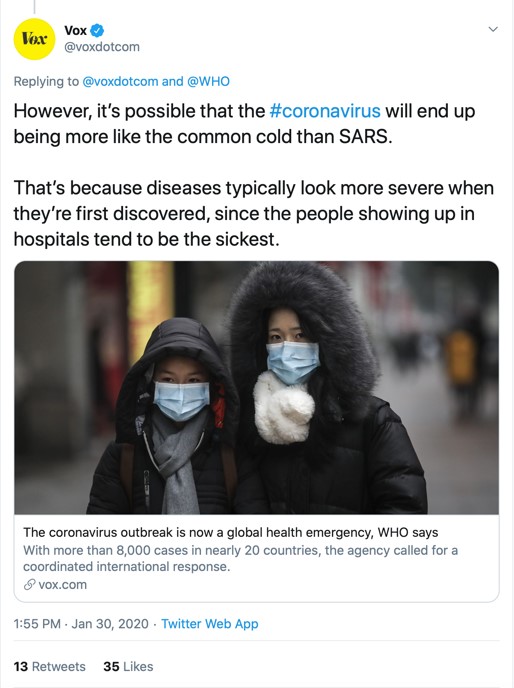 Vox
Vox
@voxdotcom
Replying to @voxdotcom and @WHO
However, it's possible that the #coronavirus will end up
being more like the common cold than SARS.
That's because diseases typically look more severe when
they're first discovered, since the people showing up in
hospitals tend to be the sickest.
The coronavirus outbreak is now a global health emergency, WHO says
With more than 8,000 cases in nearly 20 countries, the agency called for a
coordinated international response.
vox.com
1:55 PM · Jan 30, 2020 · Twitter Web App
13 Retweets 35 Likes